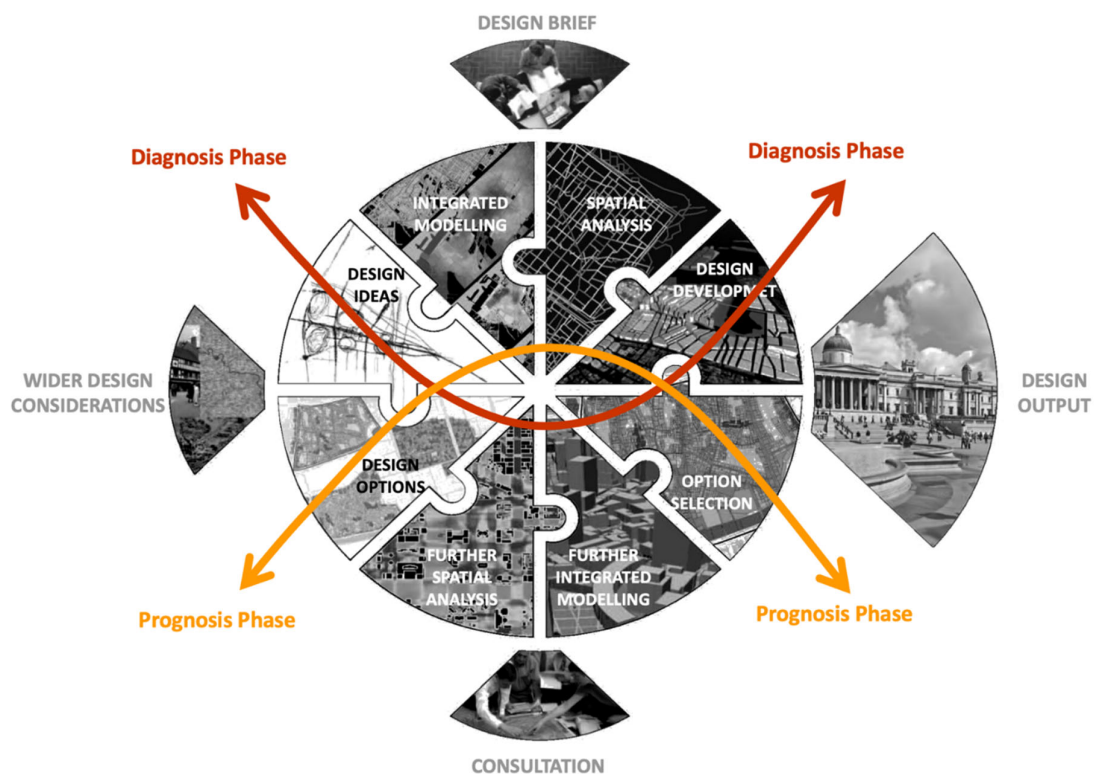 DESIGN BRIEF
Diagnosis Phase
Diagnosis Phase
INTEGRATED
MODELLING
SPATIAL
ANALYSIS
DESIGN
IDEAS
DESIGN
DEVELOPMET
WIDER DESIGN
CONSIDERATIONS
DESIGN
OUTPUT
DESIGN
OPTIONS
OPTION
SELECTION
FURTHER
SPATIAL
ANALYSIS
FURTHER
INTEGRATED
MODELLING
Prognosis Phase
Prognosis Phase
CONSULTATION